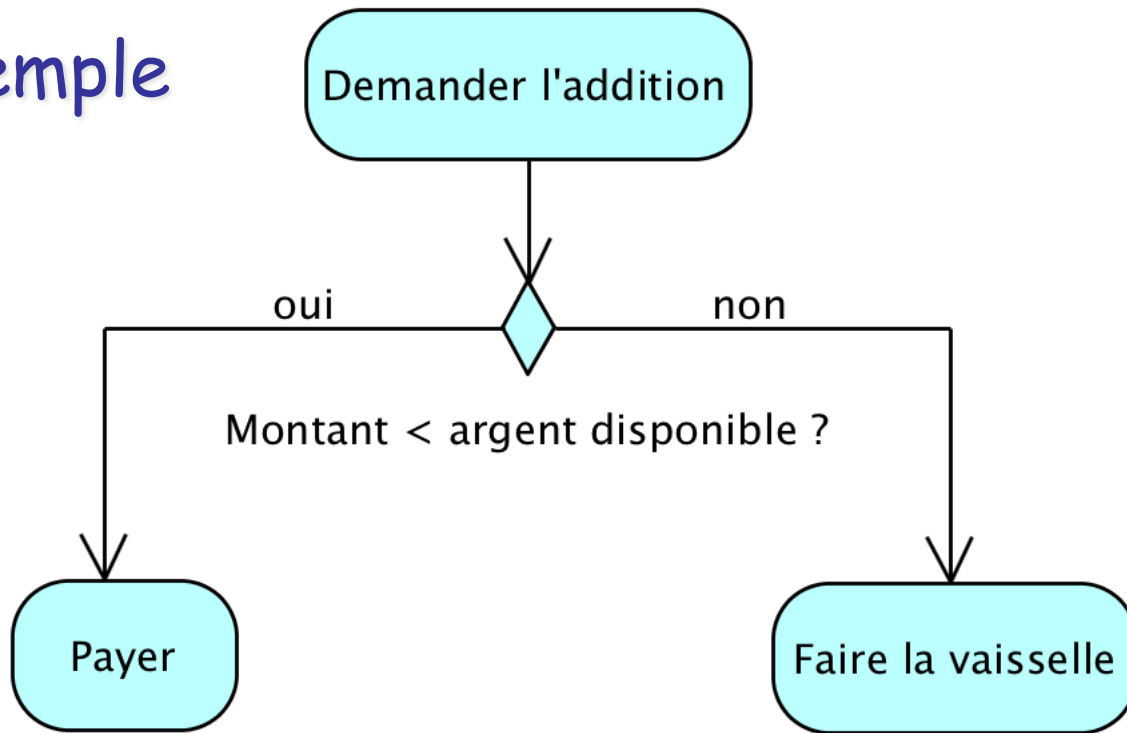 emple
Demander l'addition
oui
non
Montant < argent disponible ?
Payer
Faire la vaisselle